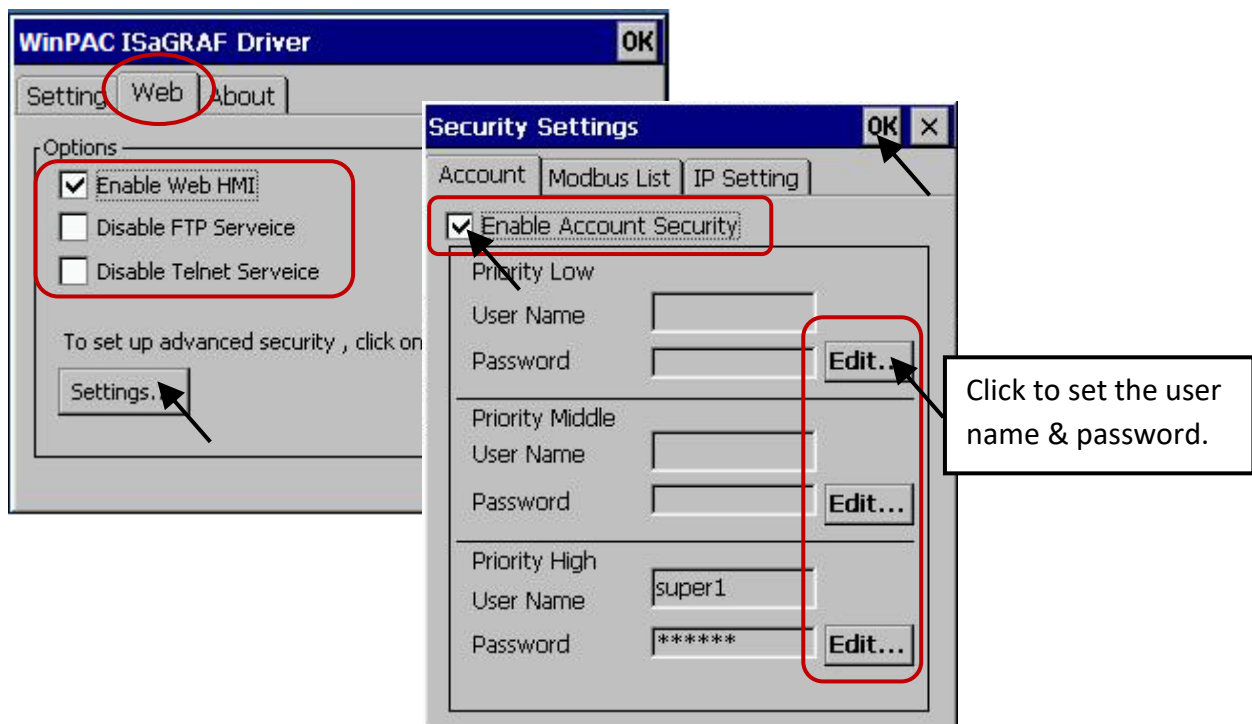 WinPAC ISaGRAF Driver OK
Setting Web About
Options
Enable Web HMI
Disable FTP Serveice
Disable Telnet Serveice
To set up advanced security , click on
Settings..
Security Settings OK ×
Account Modbus List IP Setting
Enable Account Security
Priority Low
User Name
Password Edit...
Priority Middle
User Name
Password Edit...
Priority High
User Name super1
Password ****** Edit...
Click to set the user
name & password.